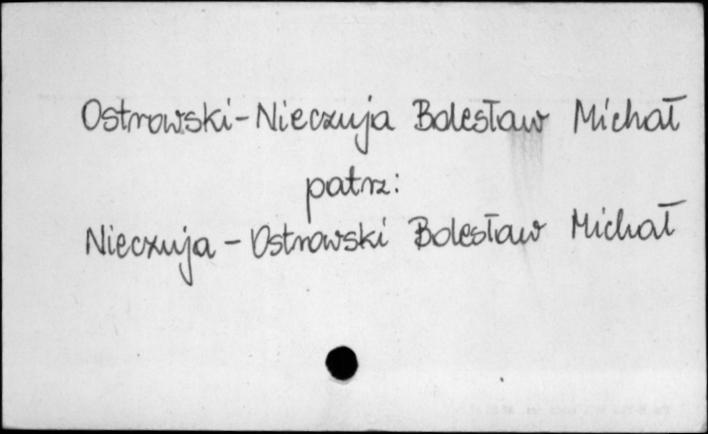 Ostrowski-Nieczuja Bolesław Michał
patrz:
Nieczuja - Ostrowski Bolesław Michał